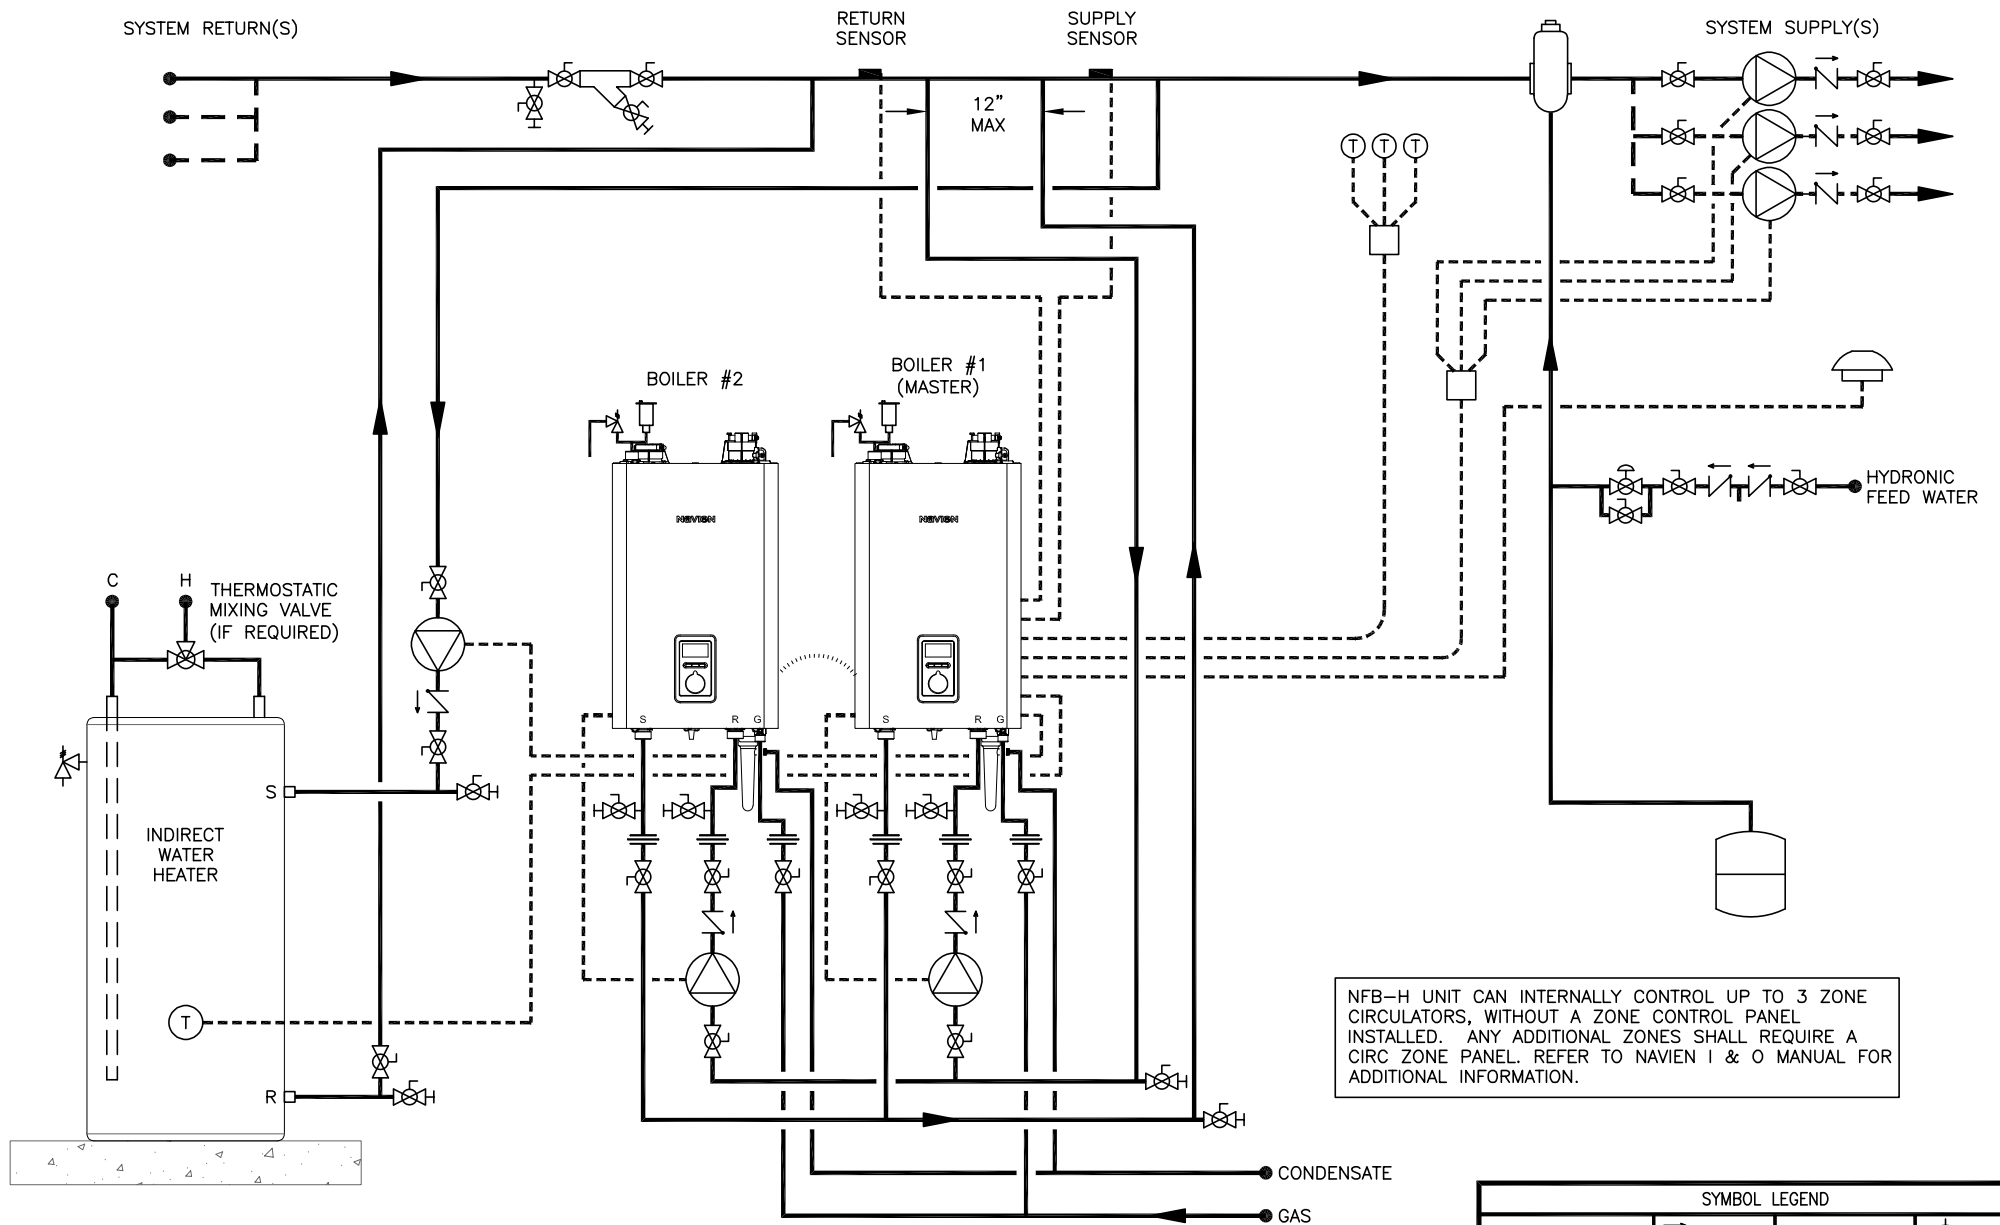 SYSTEM RETURN(S)
RETURN
SENSOR
SUPPLY
SENSOR
SYSTEM SUPPLY(S)
12"
MAX
T T T
BOILER #2
BOILER #1
(MASTER)
HYDRONIC
FEED WATER
NAVIEN
NAVIEN
C
H
THERMOSTATIC
MIXING VALVE
(IF REQUIRED)
S R G
S R G
S
INDIRECT
WATER
HEATER
T
R
NFB-H UNIT CAN INTERNALLY CONTROL UP TO 3 ZONE
CIRCULATORS, WITHOUT A ZONE CONTROL PANEL
INSTALLED. ANY ADDITIONAL ZONES SHALL REQUIRE A
CIRC ZONE PANEL. REFER TO NAVIEN I & O MANUAL FOR
ADDITIONAL INFORMATION.
CONDENSATE
GAS
SYMBOL LEGEND